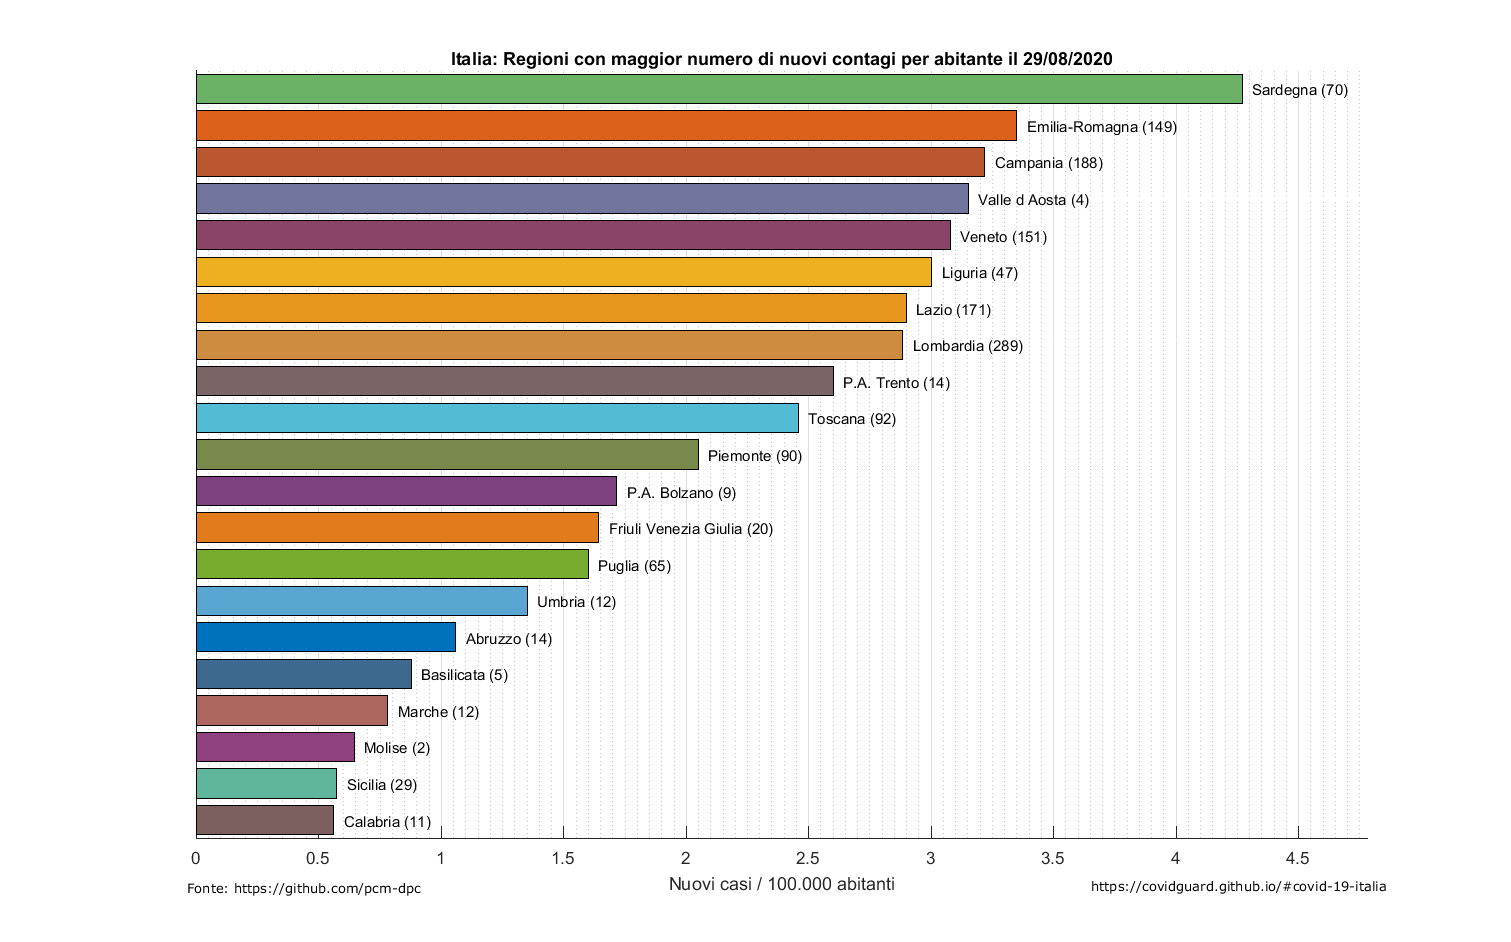 Italia: Regioni con maggior numero di nuovi contagi per abitante il 29/08/2020
Sardegna (70)
Emilia-Romagna (149)
Campania (188)
Valle d Aosta (4)
Veneto (151)
Liguria (47)
Lazio (171)
Lombardia (289)
P.A. Trento (14)
Toscana (92)
Piemonte (90)
P.A. Bolzano (9)
Friuli Venezia Giulia (20)
Puglia (65)
Umbria (12)
Abruzzo (14)
Basilicata (5)
Marche (12)
Molise (2)
Sicilia (29)
Calabria (11)
0 0.5 1 1.5 2 2.5 3 3.5 4 4.5
Nuovi casi / 100.000 abitanti
Fonte: https://github.com/pcm-dpc
https://covidguard.github.io/#covid-19-italia